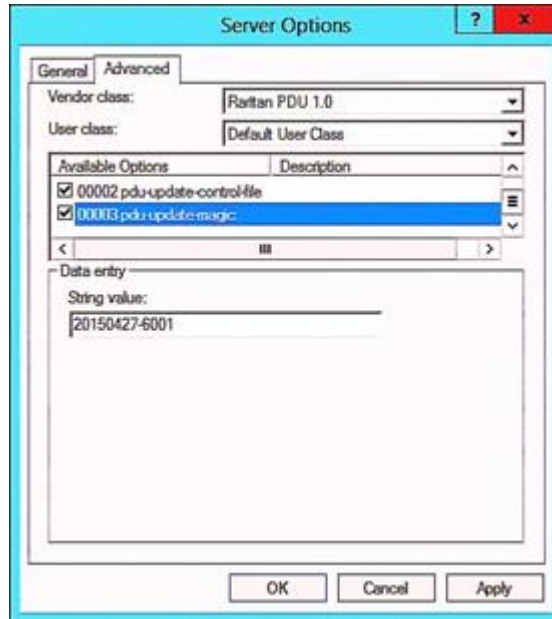 Server Options
? x
General Advanced
Vendor class: Raritan PDU 1.0
User class: Default User Class
Available Options Description
00002 pdu-update-control-file
00003 pdu-update-magic
Data entry
String value:
20150427-6001
OK Cancel Apply